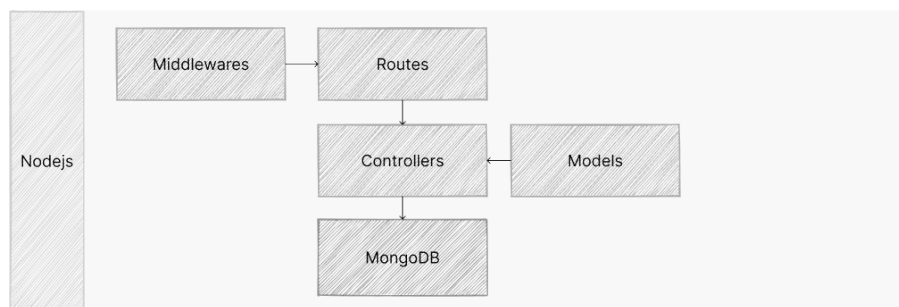 Middlewares
Routes
Nodejs
Controllers
Models
MongoDB